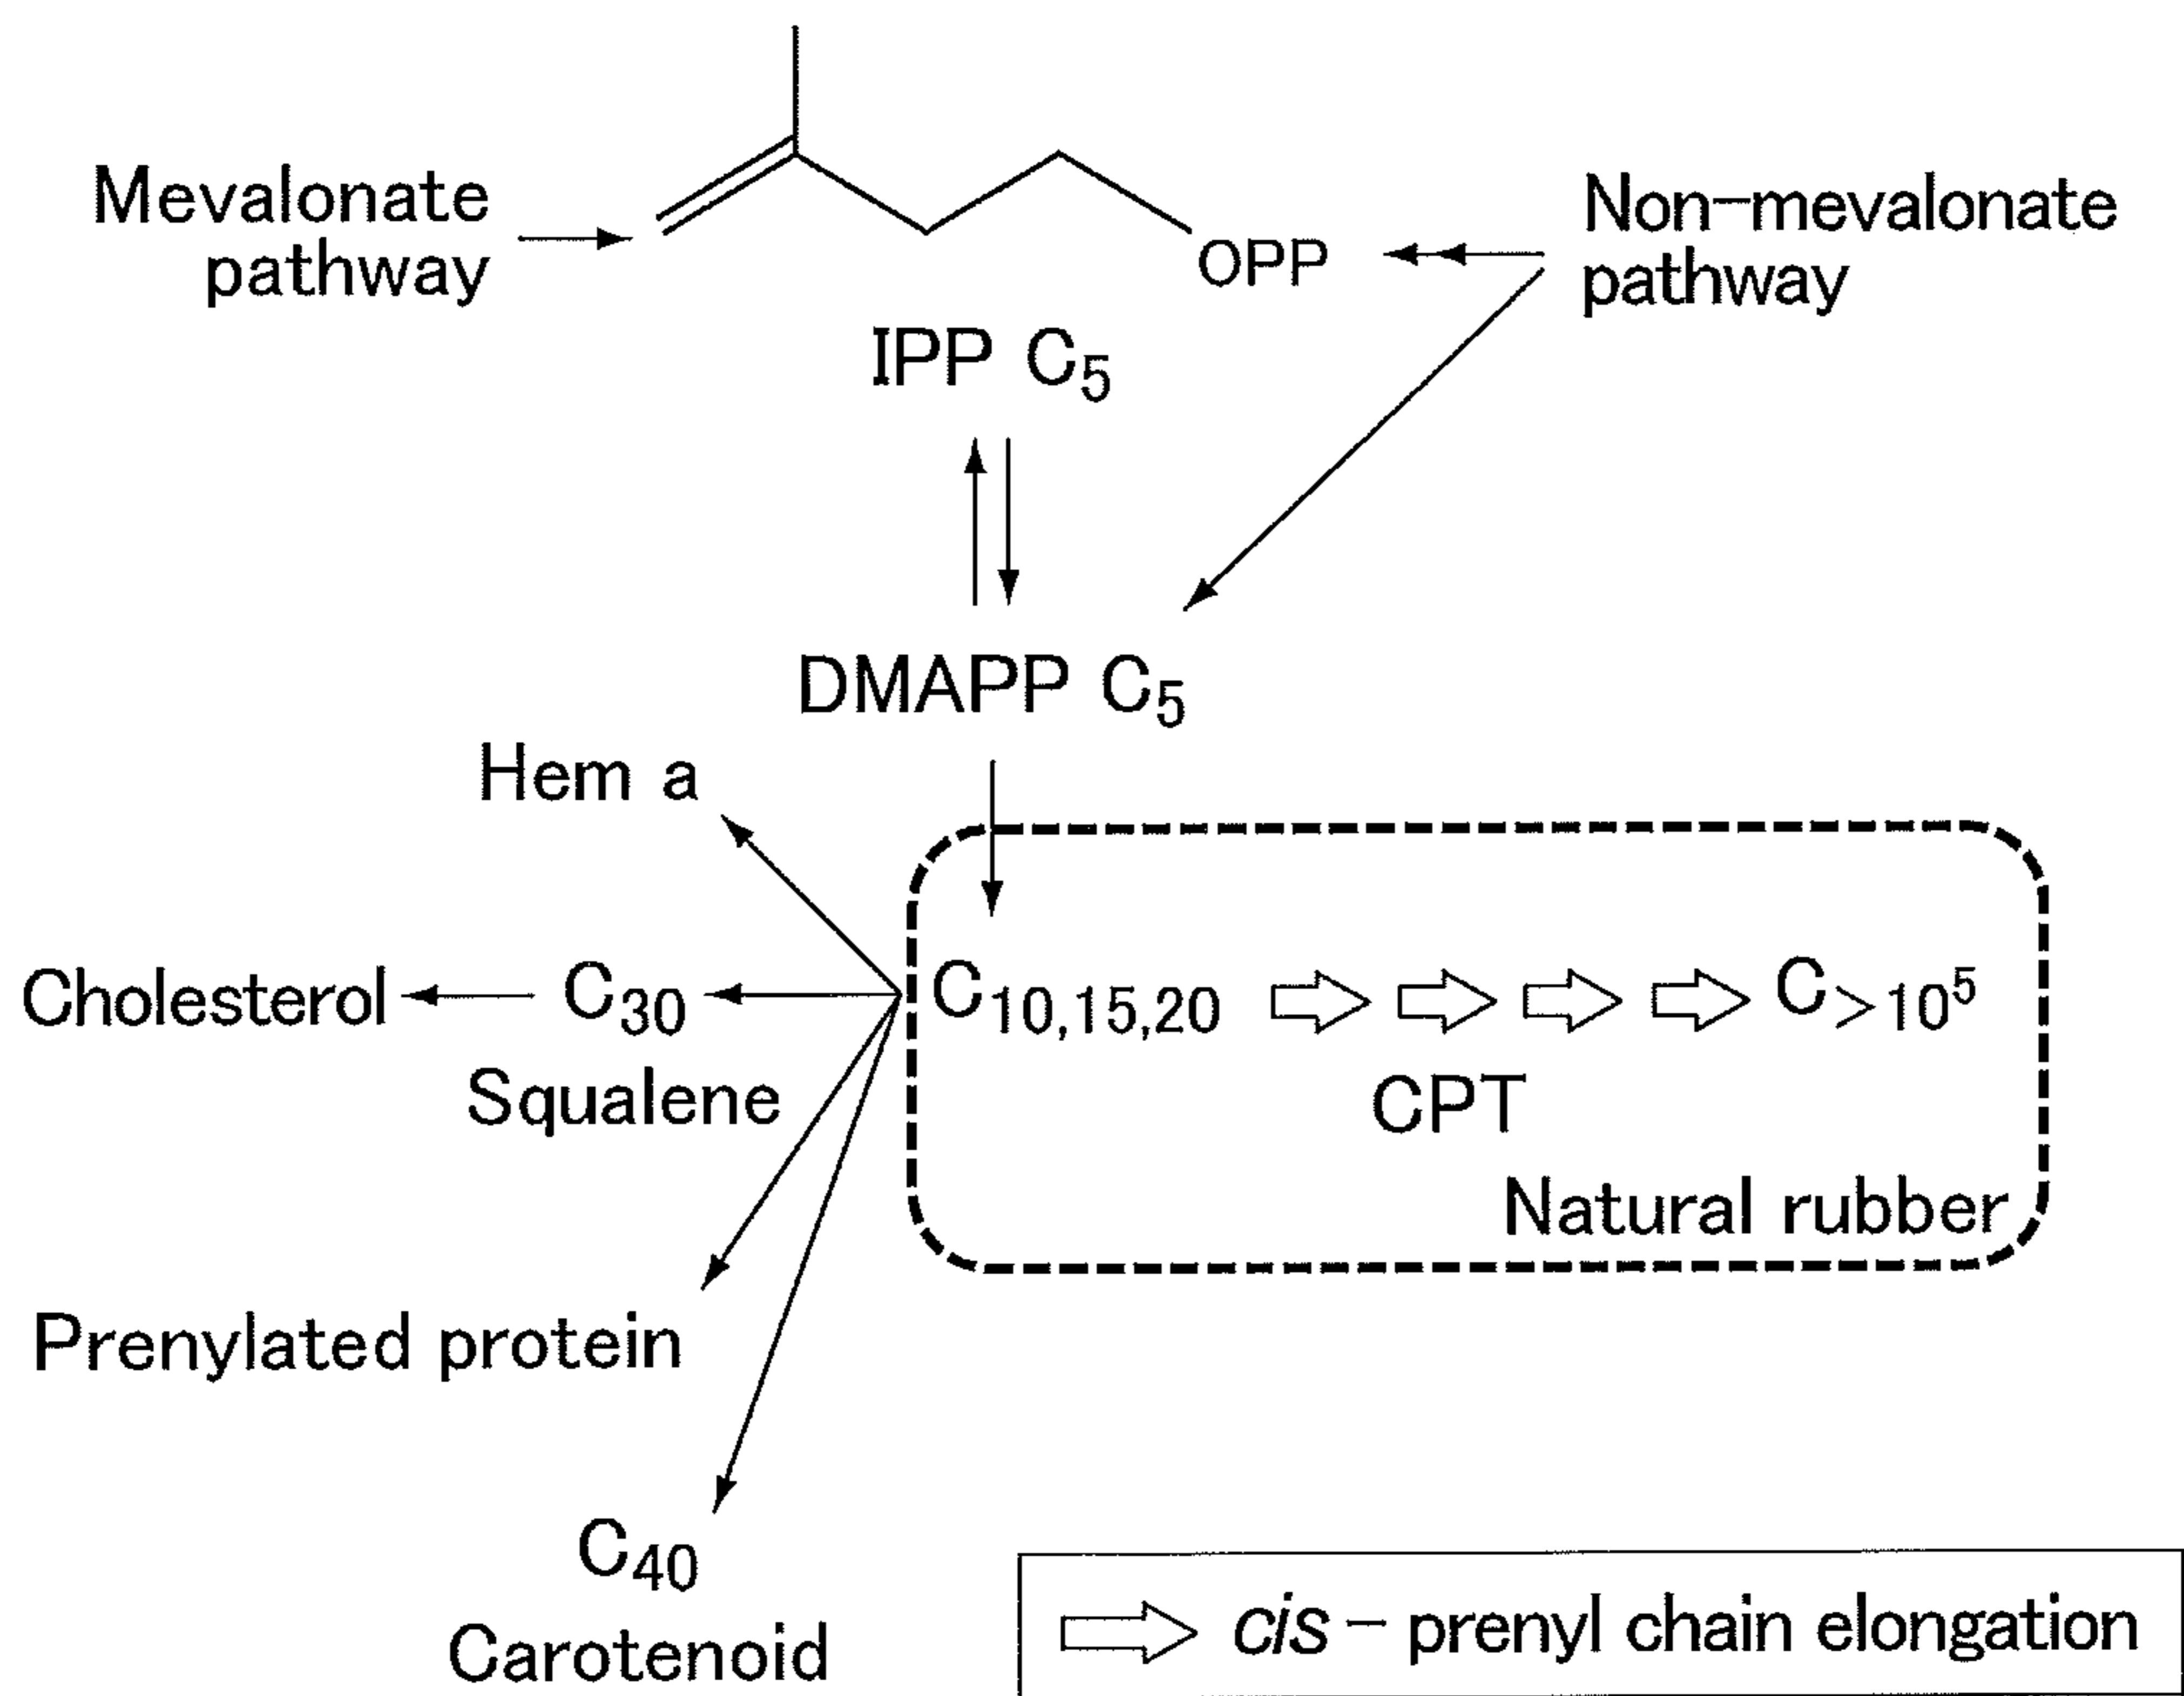 Mevalonate
pathway
OPP
Non-mevalonate
pathway
IPP C5
DMAPP C5
Hem a
Cholesterol
C30
Squalene
C10,15,20
C>10^5
CPT
Natural rubber
Prenylated protein
C40
Carotenoid
cis - prenyl chain elongation